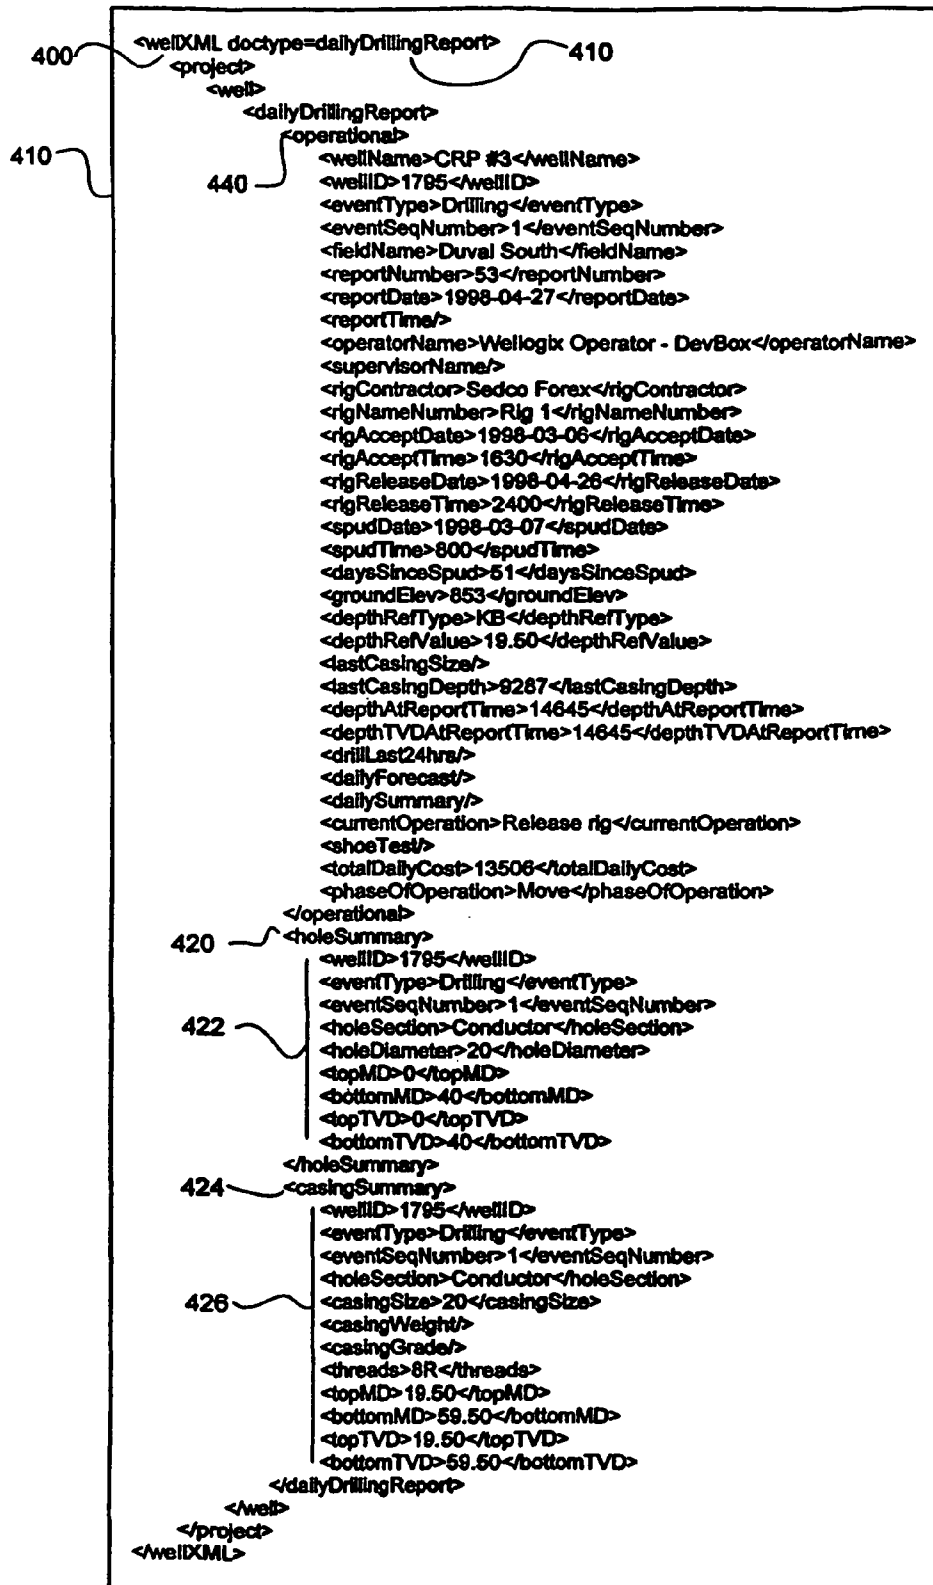 <wellXML doctype=dailyDrillingReport>
400
410
<project>
<well>
<dailyDrillingReport>
<operational>
410
<wellName>CRP #3</wellName>
440
<wellID>1795</wellID>
<eventType>Drilling</eventType>
<eventSeqNumber>1</eventSeqNumber>
<fieldName>Duval South</fieldName>
<reportNumber>53</reportNumber>
<reportDate>1998-04-27</reportDate>
<reportTime/>
<operatorName>Wellogix Operator - DevBox</operatorName>
<supervisorName/>
<rigContractor>Sedco Forex</rigContractor>
<rigNameNumber>Rig 1</rigNameNumber>
<rigAcceptDate>1998-03-06</rigAcceptDate>
<rigAcceptTime>1630</rigAcceptTime>
<rigReleaseDate>1998-04-26</rigReleaseDate>
<rigReleaseTime>2400</rigReleaseTime>
<spudDate>1998-03-07</spudDate>
<spudTime>800</spudTime>
<daysSinceSpud>51</daysSinceSpud>
<groundElev>853</groundElev>
<depthRefType>KB</depthRefType>
<depthRefValue>19.50</depthRefValue>
<lastCasingSize/>
<lastCasingDepth>9287</lastCasingDepth>
<depthAtReportTime>14645</depthAtReportTime>
<depthTVDAtReportTime>14645</depthTVDAtReportTime>
<drillLast24hrs/>
<dailyForecast/>
<dailySummary/>
<currentOperation>Release rig</currentOperation>
<shoeTest/>
<totalDailyCost>13506</totalDailyCost>
<phaseOfOperation>Move</phaseOfOperation>
</operational>
420
<holeSummary>
<wellID>1795</wellID>
<eventType>Drilling</eventType>
<eventSeqNumber>1</eventSeqNumber>
422
<holeSection>Conductor</holeSection>
<holeDiameter>20</holeDiameter>
<topMD>0</topMD>
<bottomMD>40</bottomMD>
<topTVD>0</topTVD>
<bottomTVD>40</bottomTVD>
</holeSummary>
424
<casingSummary>
<wellID>1795</wellID>
<eventType>Drilling</eventType>
<eventSeqNumber>1</eventSeqNumber>
<holeSection>Conductor</holeSection>
426
<casingSize>20</casingSize>
<casingWeight/>
<casingGrade/>
<threads>8R</threads>
<topMD>19.50</topMD>
<bottomMD>59.50</bottomMD>
<topTVD>19.50</topTVD>
<bottomTVD>59.50</bottomTVD>
</dailyDrillingReport>
</well>
</project>
</wellXML>